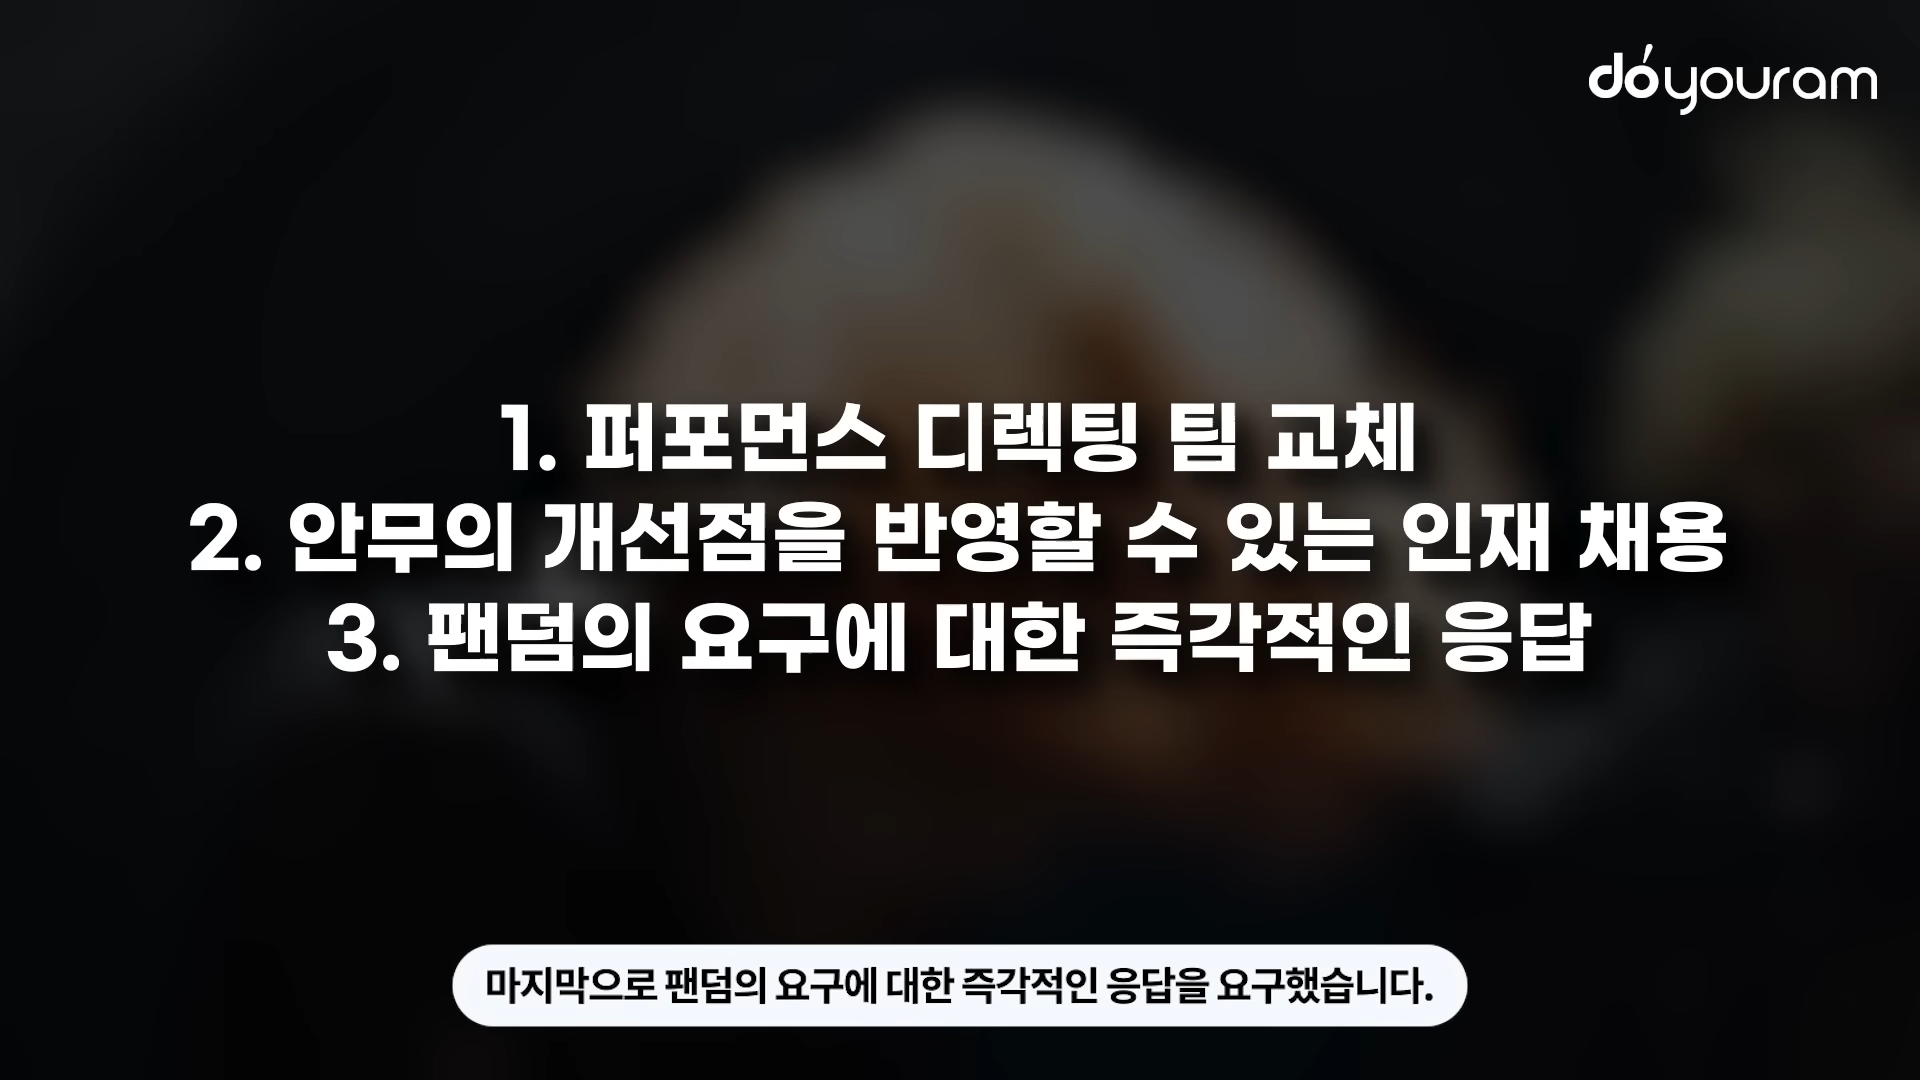 dóyouram
1. 퍼포먼스 디렉팅 팀 교체
2. 안무의 개선점을 반영할 수 있는 인재 채용
3. 팬덤의 요구에 대한 즉각적인 응답
마지막으로 팬덤의 요구에 대한 즉각적인 응답을 요구했습니다.